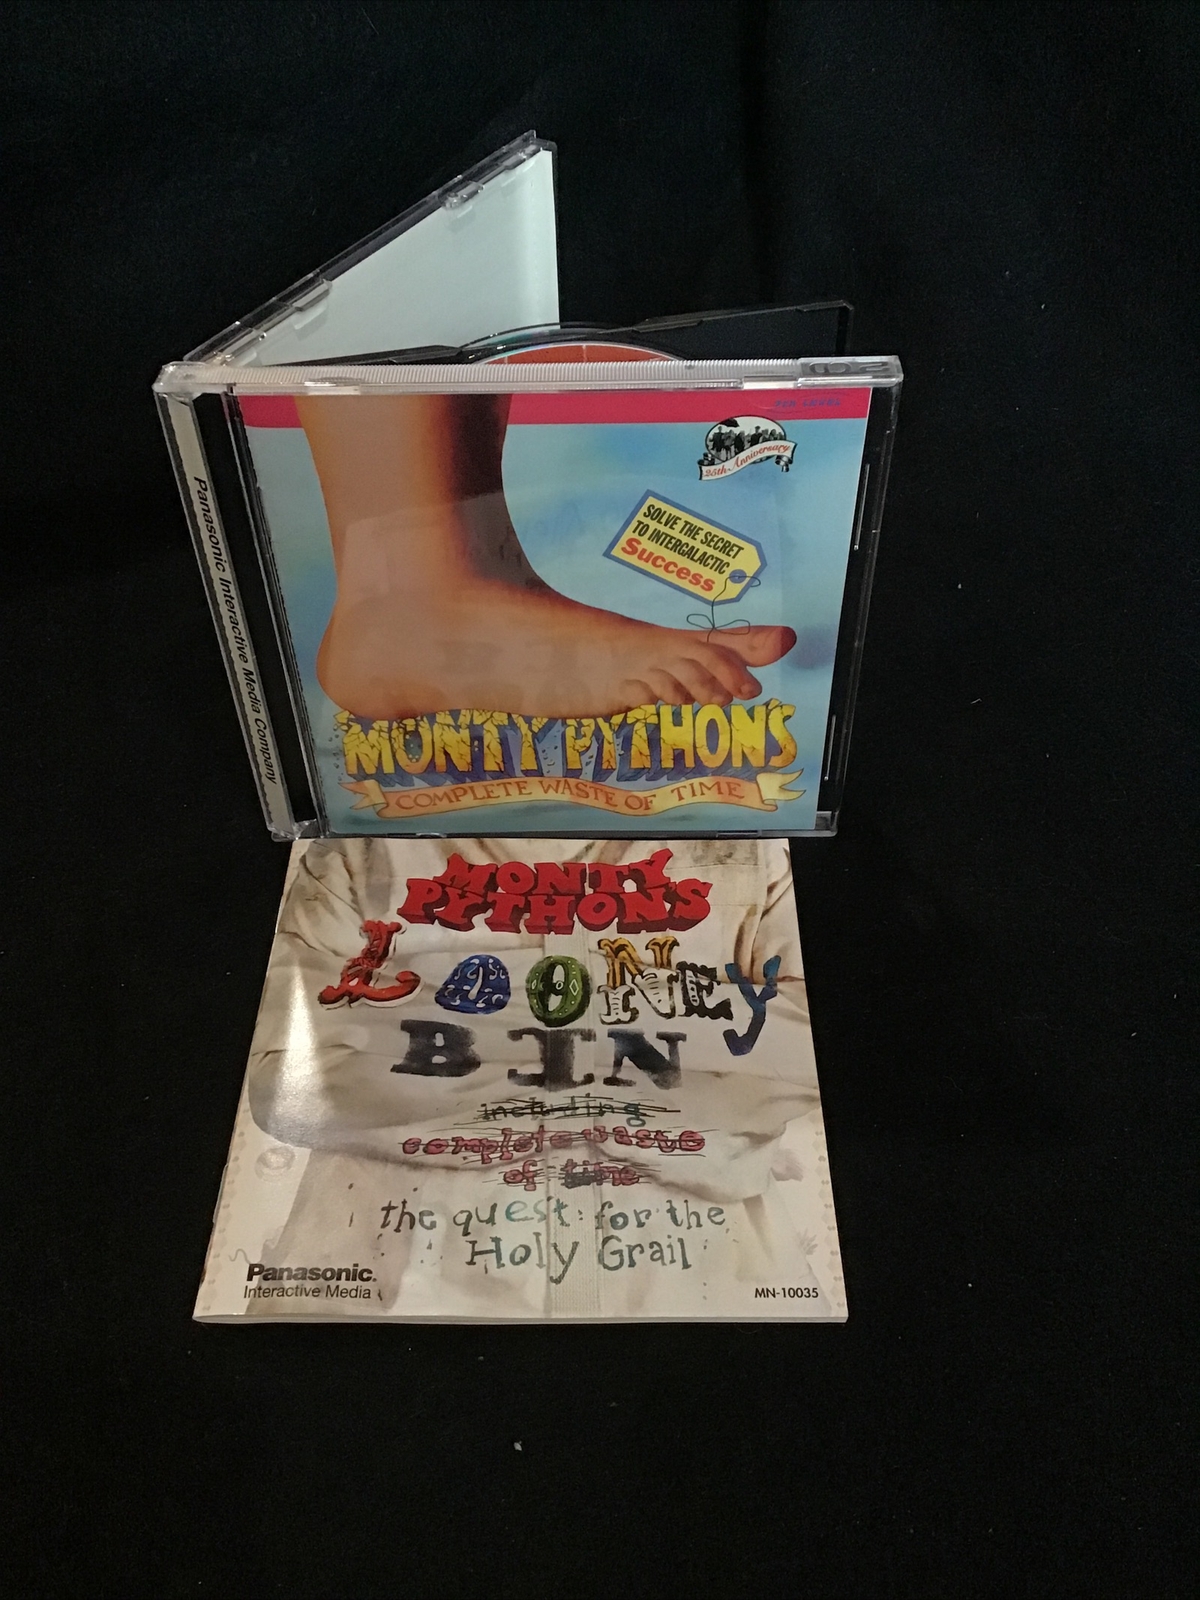 7TH LEVEL
25th Anniversary
SOLVE THE SECRET
TO INTERGALACTIC
Success
MONTY PYTHON'S
COMPLETE WASTE OF TIME
Panasonic Interactive Media Company
MONTY
PYTHON'S
LOONEY
BIN
including
complete waste
of time
the quest for the
Holy Grail
Panasonic
Interactive Media
MN-10035